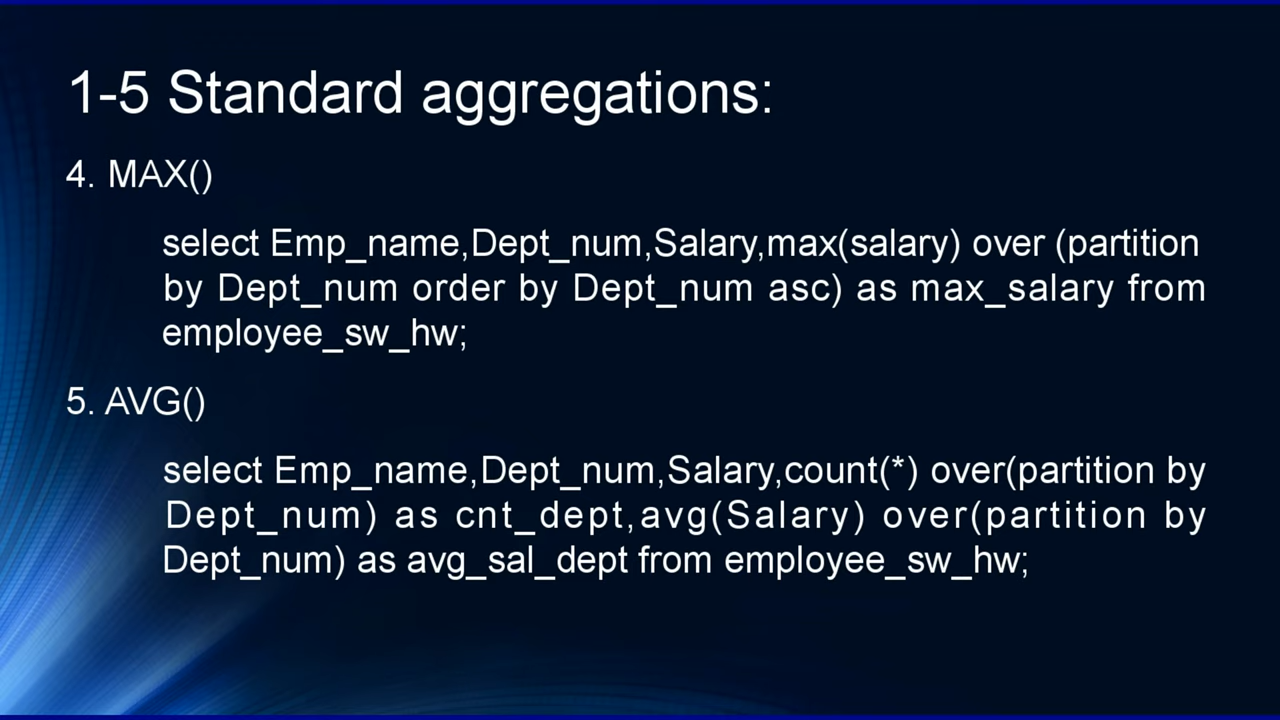 1-5 Standard aggregations:
4. MAX()
select Emp_name,Dept_num,Salary,max(salary) over (partition
by Dept_num order by Dept_num asc) as max_salary from
employee_sw_hw;
5. AVG()
select Emp_name,Dept_num,Salary,count(*) over(partition by
Dept_num) as cnt_dept,avg(Salary) over(partition by
Dept_num) as avg_sal_dept from employee_sw_hw;